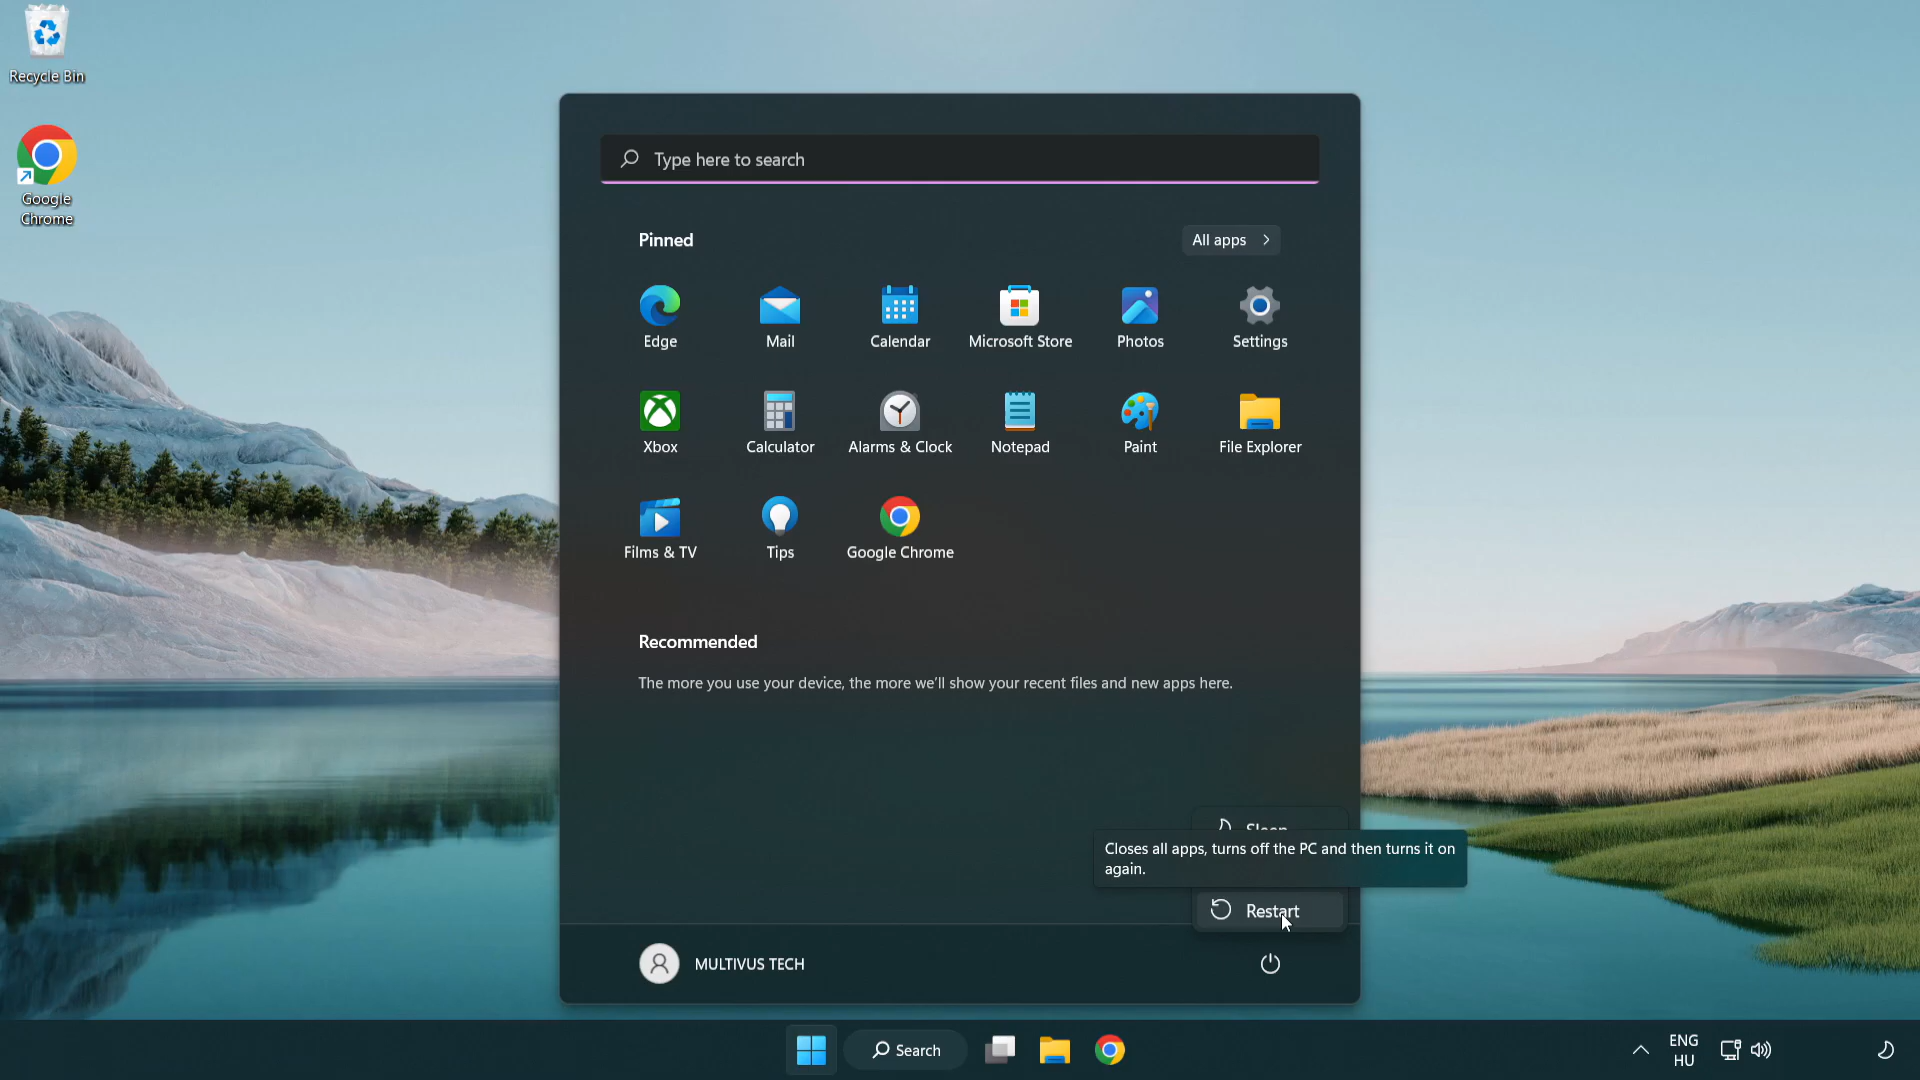 Recycle Bin
Google
Chrome
Type here to search
Pinned
All apps
Edge
Mail
Calendar
Microsoft Store
Photos
Settings
Xbox
Calculator
Alarms & Clock
Notepad
Paint
File Explorer
Films & TV
Tips
Google Chrome
Recommended
The more you use your device, the more we'll show your recent files and new apps here.
Sleep
Closes all apps, turns off the PC and then turns it on
again.
Restart
MULTIVUS TECH
Search
ENG
HU